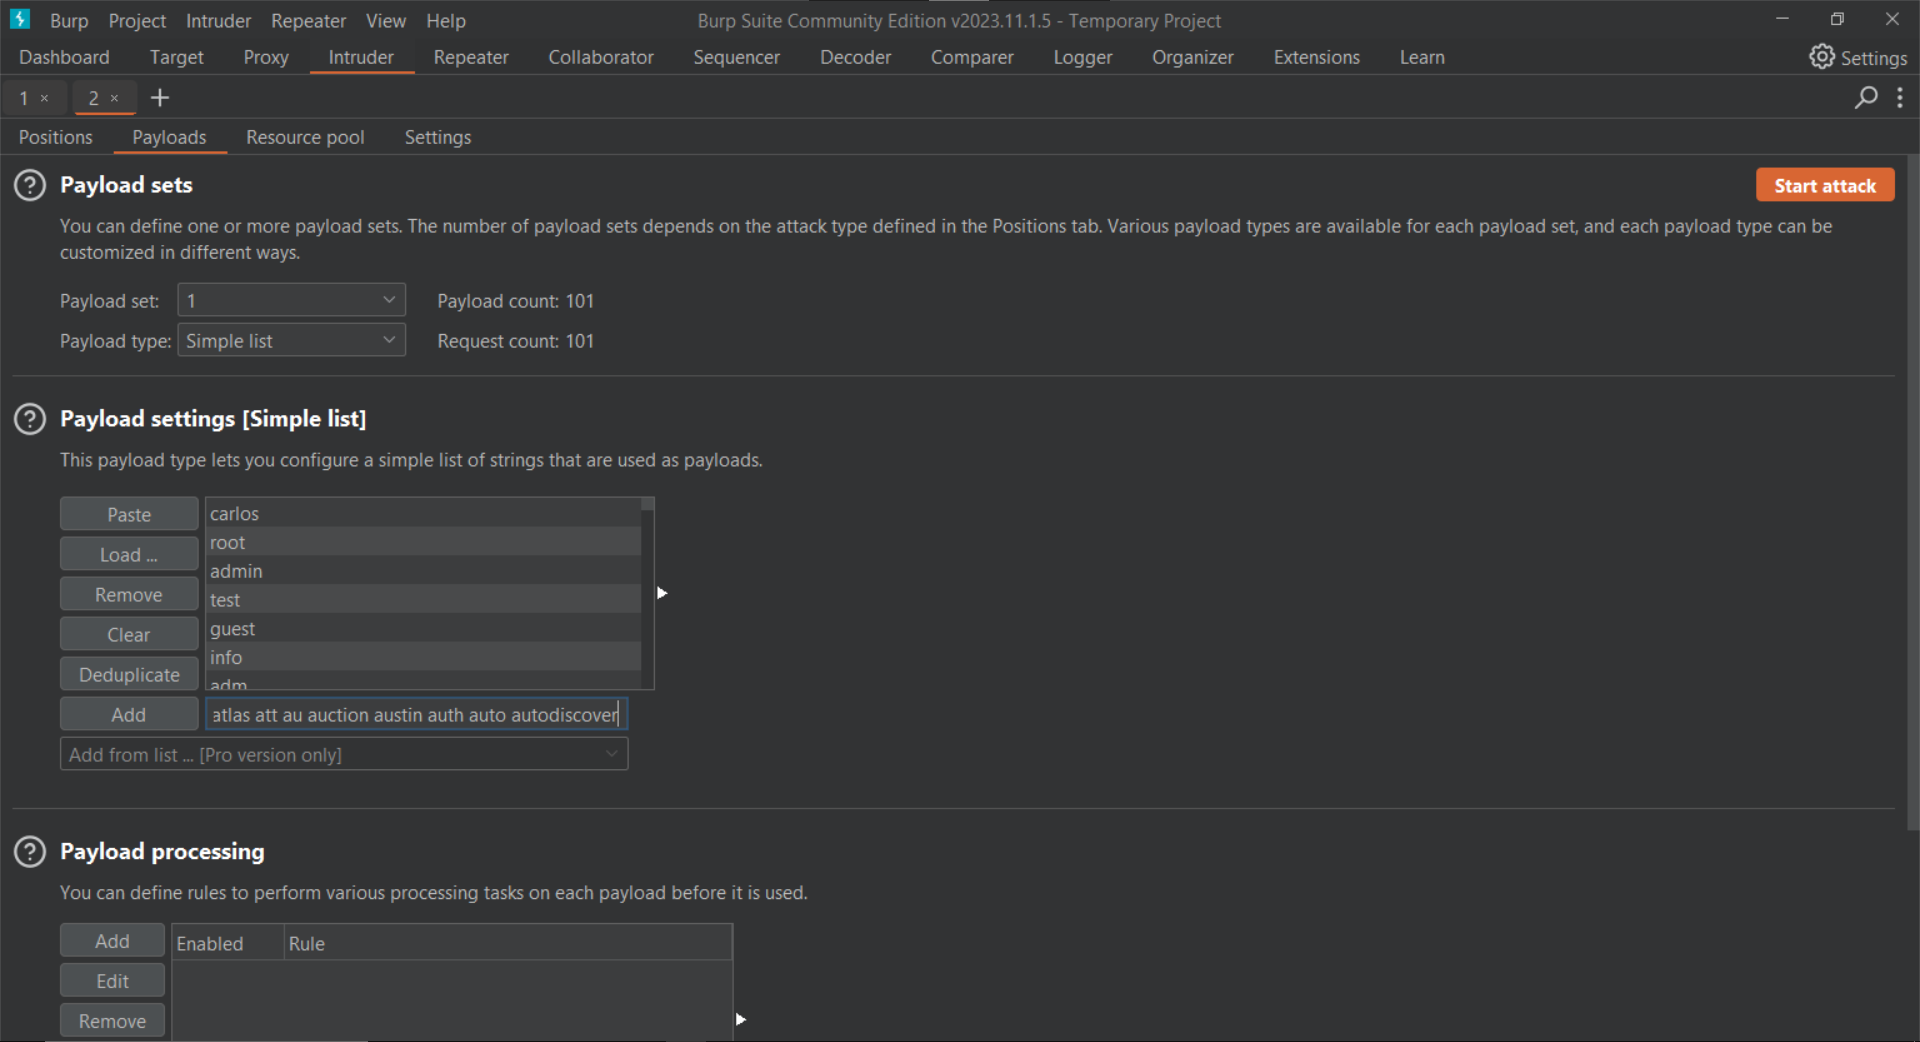 Burp Project Intruder Repeater View Help Burp Suite Community Edition v2023.11.1.5 - Temporary Project
Dashboard Target Proxy Intruder Repeater Collaborator Sequencer Decoder Comparer Logger Organizer Extensions Learn Settings
1 × 2 × +
Positions Payloads Resource pool Settings
? Payload sets Start attack
You can define one or more payload sets. The number of payload sets depends on the attack type defined in the Positions tab. Various payload types are available for each payload set, and each payload type can be
customized in different ways.
Payload set: 1 Payload count: 101
Payload type: Simple list Request count: 101
? Payload settings [Simple list]
This payload type lets you configure a simple list of strings that are used as payloads.
Paste carlos
root
Load ... admin
Remove test
Clear guest
info
Deduplicate adm
Add atlas att au auction austin auth auto autodiscover
Add from list ... [Pro version only]
? Payload processing
You can define rules to perform various processing tasks on each payload before it is used.
Add Enabled Rule
Edit
Remove